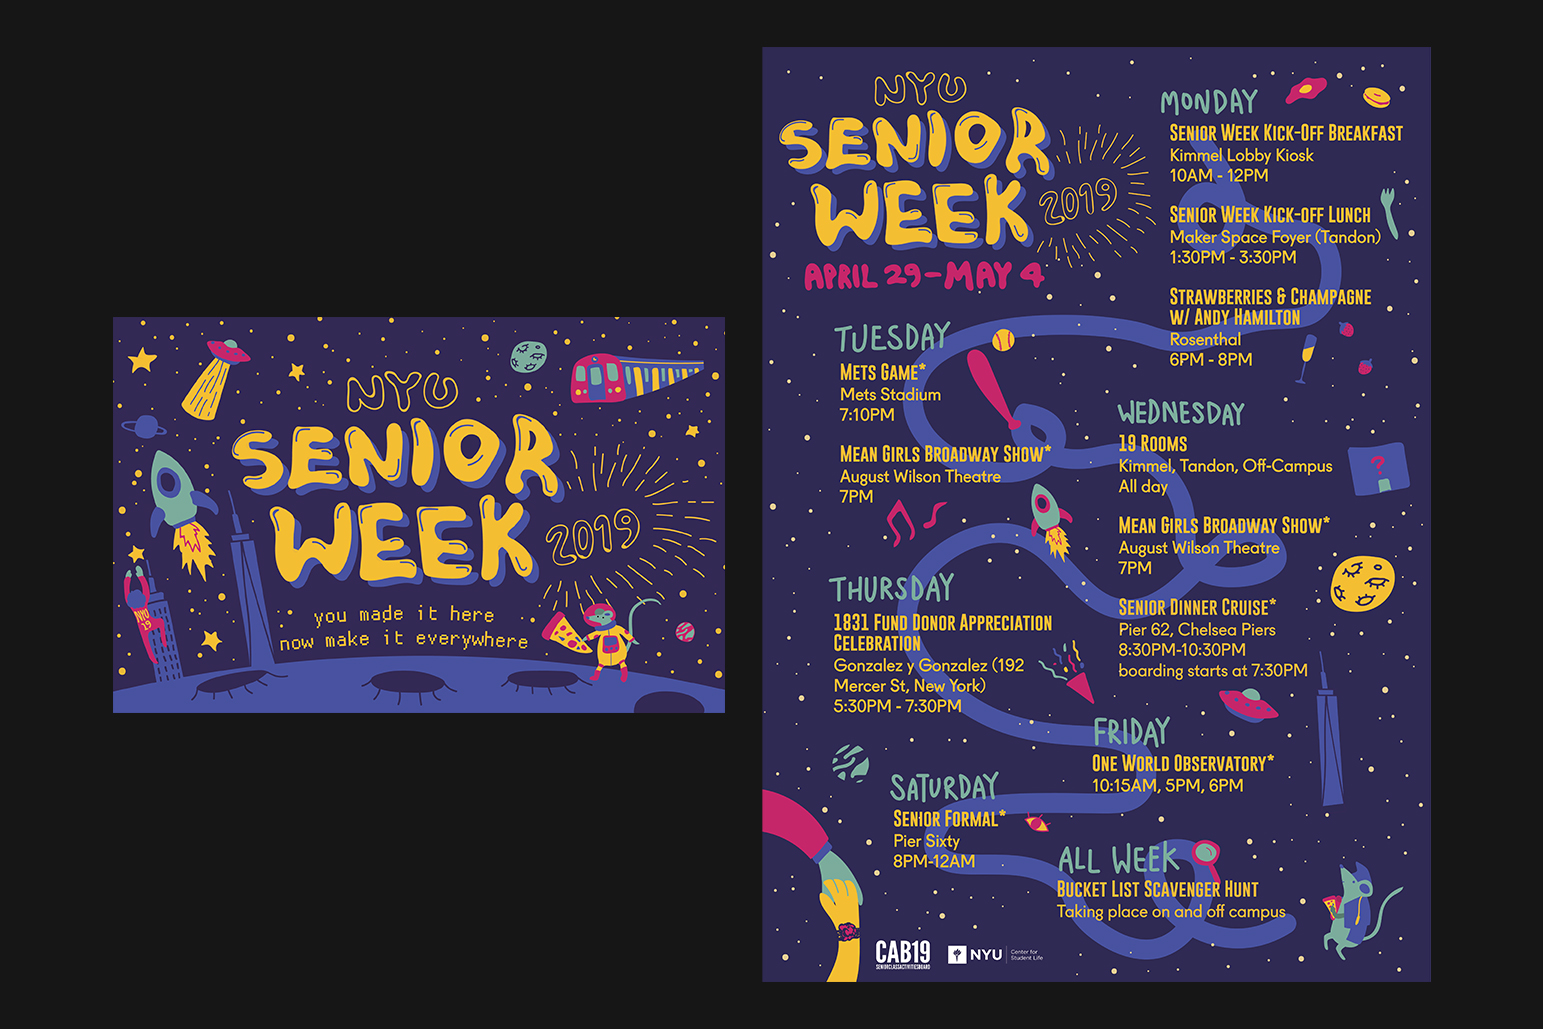 NYU
SENIOR
WEEK
2019
you made it here
now make it everywhere
NYU
19
NYU
SENIOR
WEEK
2019
APRIL 29-MAY 4
MONDAY
SENIOR WEEK KICK-OFF BREAKFAST
Kimmel Lobby Kiosk
10AM - 12PM
SENIOR WEEK KICK-OFF LUNCH
Maker Space Foyer (Tandon)
1:30PM - 3:30PM
STRAWBERRIES & CHAMPAGNE
W/ ANDY HAMILTON
Rosenthal
6PM - 8PM
TUESDAY
METS GAME*
Mets Stadium
7:10PM
MEAN GIRLS BROADWAY SHOW*
August Wilson Theatre
7PM
WEDNESDAY
19 ROOMS
Kimmel, Tandon, Off-Campus
All day
MEAN GIRLS BROADWAY SHOW*
August Wilson Theatre
7PM
SENIOR DINNER CRUISE*
Pier 62, Chelsea Piers
8:30PM-10:30PM
boarding starts at 7:30PM
?
THURSDAY
1831 FUND DONOR APPRECIATION
CELEBRATION
Gonzalez y Gonzalez (192
Mercer St, New York)
5:30PM - 7:30PM
FRIDAY
ONE WORLD OBSERVATORY*
10:15AM, 5PM, 6PM
SATURDAY
SENIOR FORMAL*
Pier Sixty
8PM-12AM
ALL WEEK
BUCKET LIST SCAVENGER HUNT
Taking place on and off campus
CAB19
SENIORCLASSACTIVITIESBOARD
NYU
Center for
Student Life